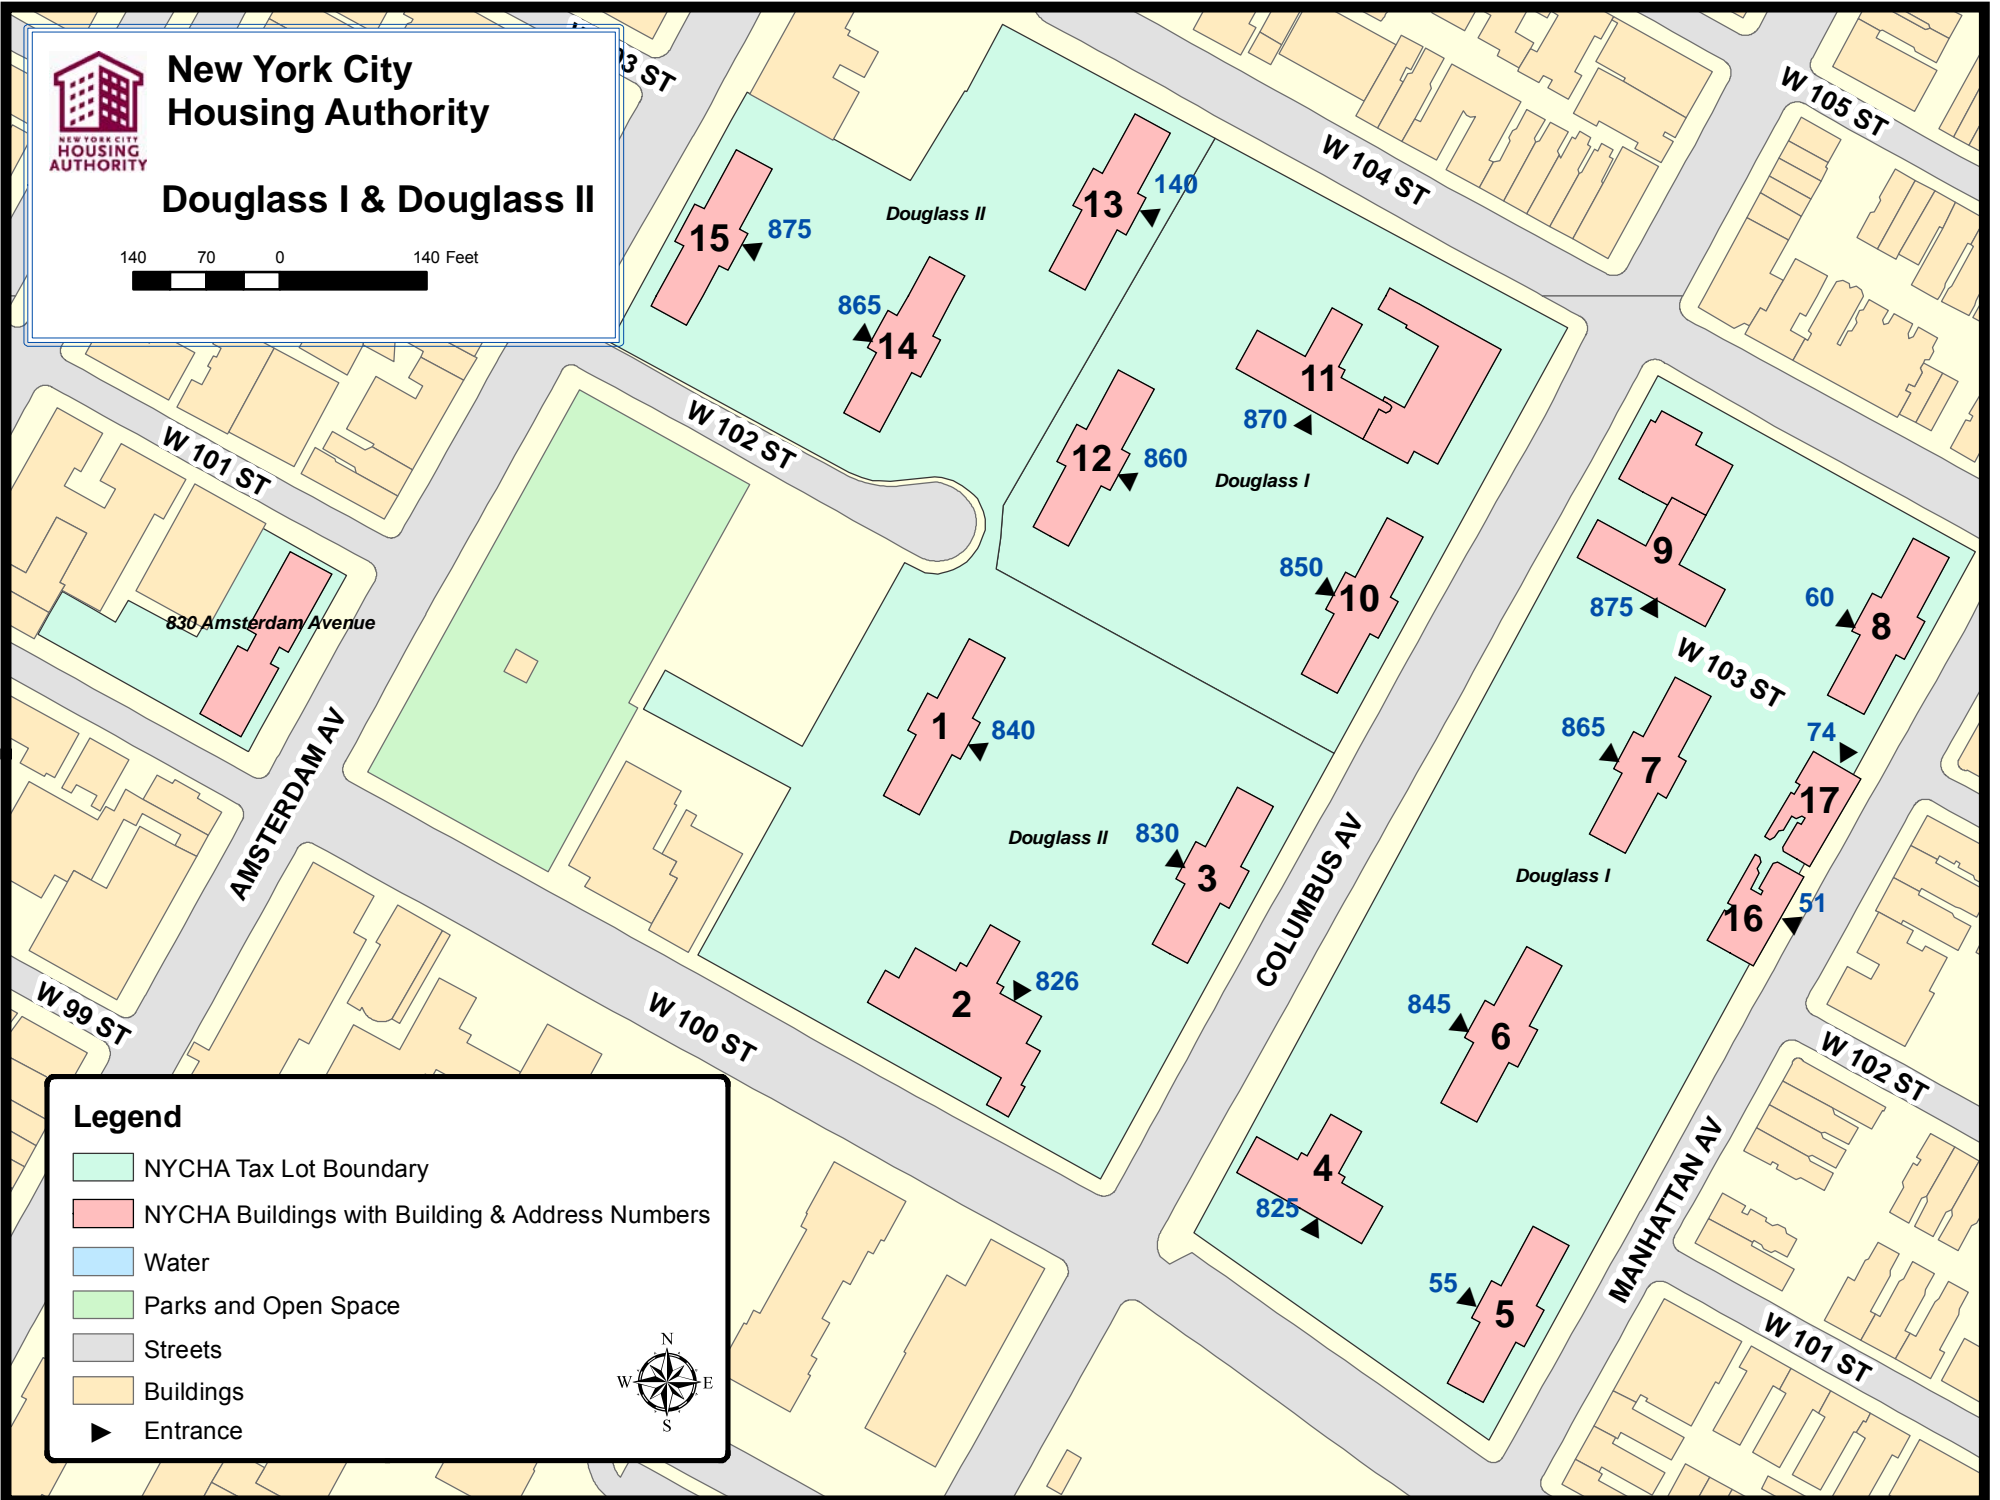 New York City
Housing Authority
NEW YORK CITY
HOUSING
AUTHORITY
Douglass I & Douglass II
140 70 0 140 Feet
03 ST
W 105 ST
W 104 ST
13
140
Douglass II
15
875
865
14
11
870
12
860
Douglass I
W 102 ST
W 101 ST
9
875
850
10
60
8
830 Amsterdam Avenue
W 103 ST
1
840
865
7
74
17
AMSTERDAM AV
Douglass II
830
3
COLUMBUS AV
Douglass I
16
51
2
826
845
6
W 99 ST
W 100 ST
W 102 ST
4
825
MANHATTAN AV
55
5
W 101 ST
Legend
NYCHA Tax Lot Boundary
NYCHA Buildings with Building & Address Numbers
Water
Parks and Open Space
Streets
Buildings
Entrance
N
W E
S